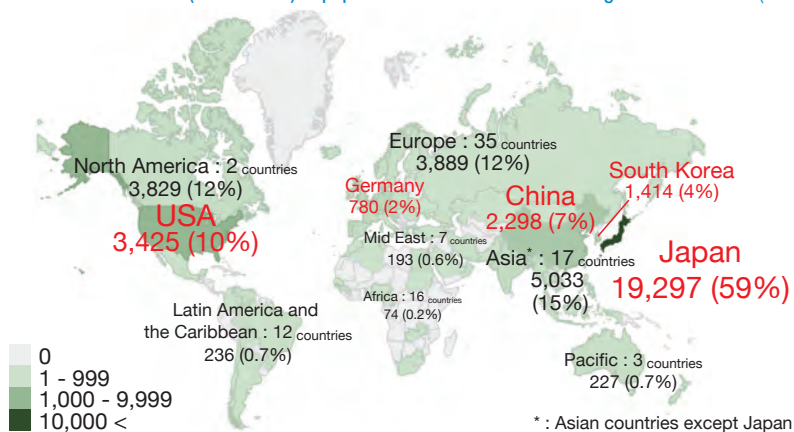 North America : 2 countries
3,829 (12%)
USA
3,425 (10%)
Europe : 35 countries
3,889 (12%)
Germany
780 (2%)
China
2,298 (7%)
South Korea
1,414 (4%)
Mid East : 7 countries
193 (0.6%)
Asia* : 17 countries
5,033
(15%)
Japan
19,297 (59%)
Africa : 16 countries
74 (0.2%)
Latin America and
the Caribbean : 12 countries
236 (0.7%)
Pacific : 3 countries
227 (0.7%)
0
1 - 999
1,000 - 9,999
10,000 <
* : Asian countries except Japan